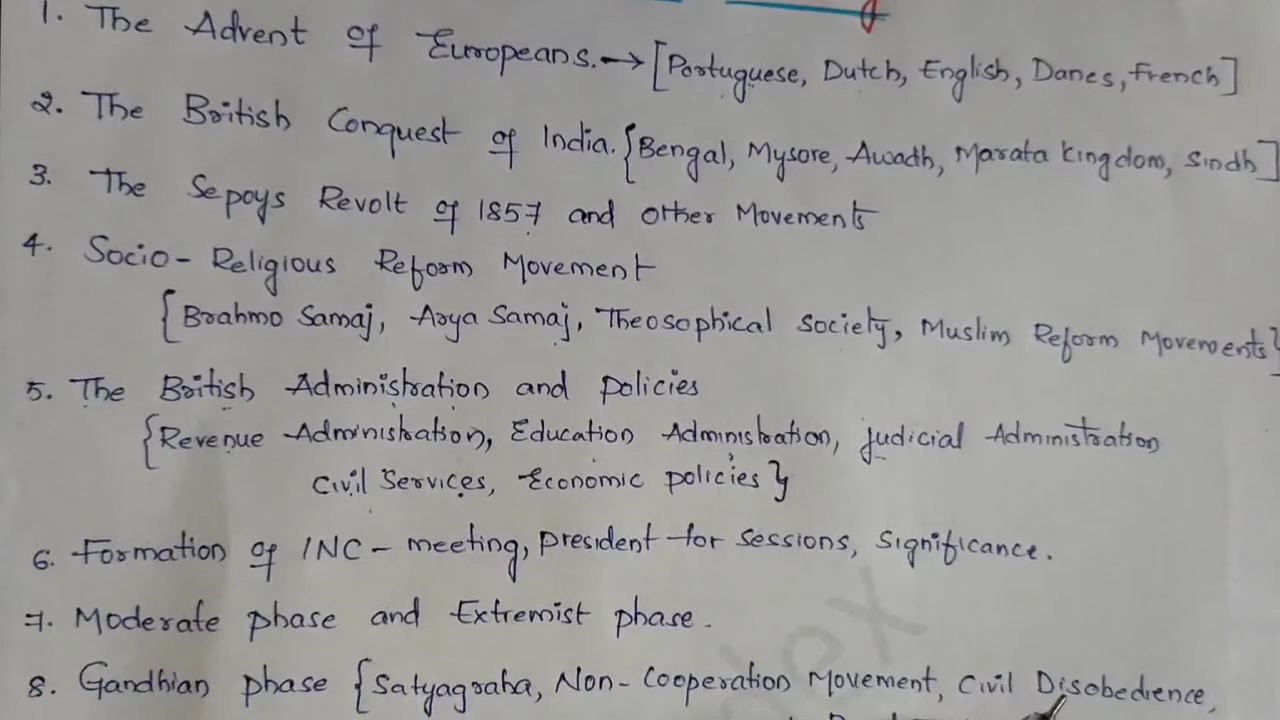 1. The Advent of Europeans. → [Portuguese, Dutch, English, Danes, French]
2. The British Conquest of India. {Bengal, Mysore, Awadh, Marata kingdom, Sindh]
3. The Sepoys Revolt of 1857 and other Movements
4. Socio-Religious Reform Movement
{Brahmo Samaj, Arya Samaj, Theosophical society, Muslim Reform Movements}
5. The British Administration and policies
{Revenue Administration, Education Administration, judicial Administration
Civil Services, Economic policies}
6. Formation of INC - meeting, president for sessions, Significance.
7. Moderate phase and Extremist phase.
8. Gandhian phase {Satyagraha, Non-Cooperation Movement, Civil Disobedience,